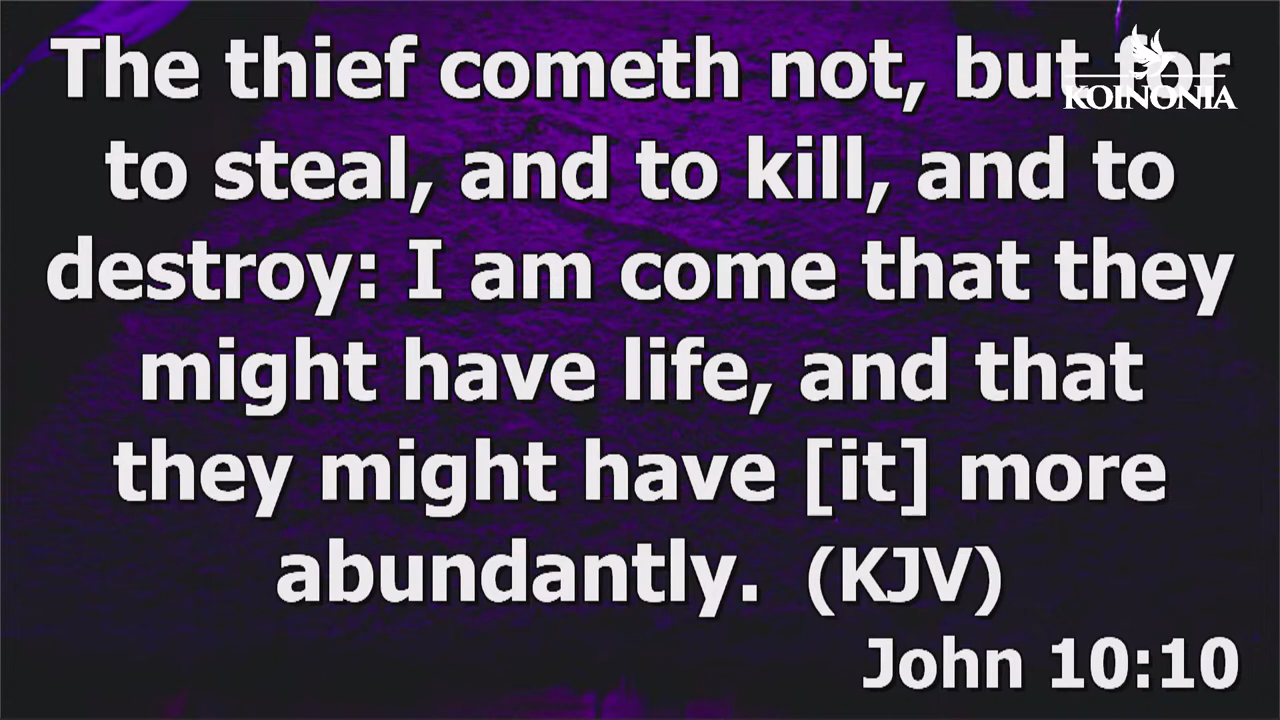 The thief cometh not, but for
KOINONIA
to steal, and to kill, and to
destroy: I am come that they
might have life, and that
they might have [it] more
abundantly. (KJV)
John 10:10